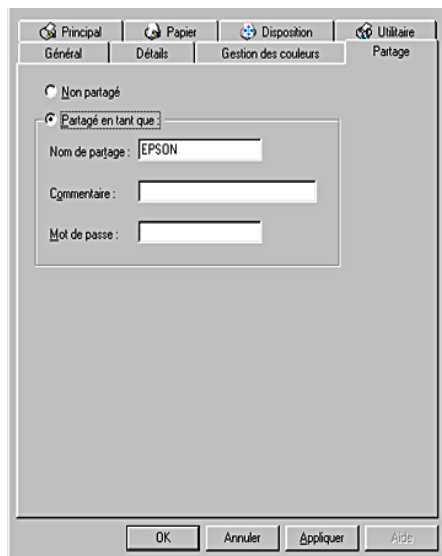 Principal Papier Disposition Utilitaire
Général Détails Gestion des couleurs Partage
Non partagé
Partagé en tant que :
Nom de partage : EPSON
Commentaire :
Mot de passe :
OK Annuler Appliquer Aide